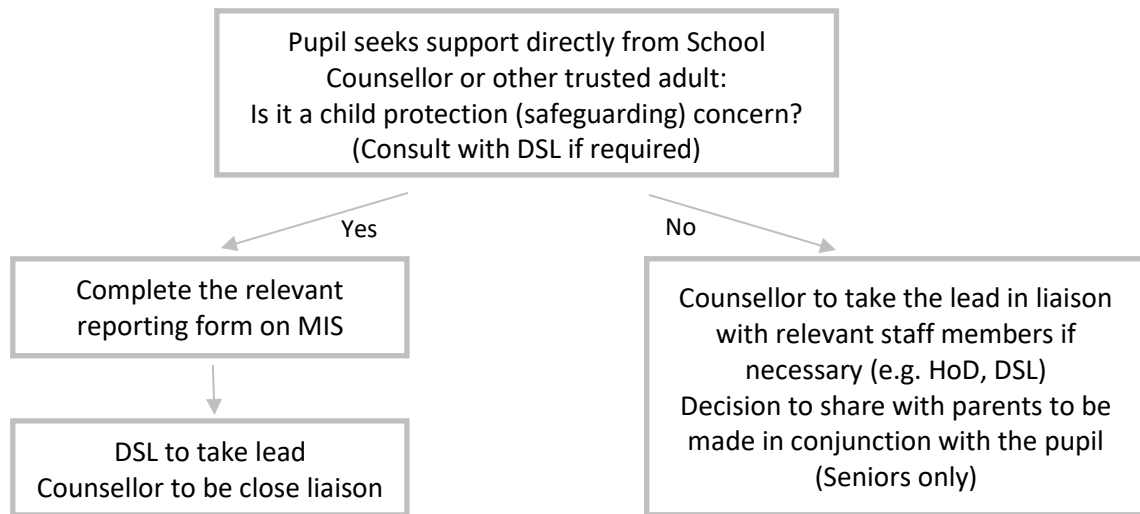 Pupil seeks support directly from School
Counsellor or other trusted adult:
Is it a child protection (safeguarding) concern?
(Consult with DSL if required)
Yes
No
Complete the relevant
reporting form on MIS
DSL to take lead
Counsellor to be close liaison
Counsellor to take the lead in liaison
with relevant staff members if
necessary (e.g. HoD, DSL)
Decision to share with parents to be
made in conjunction with the pupil
(Seniors only)